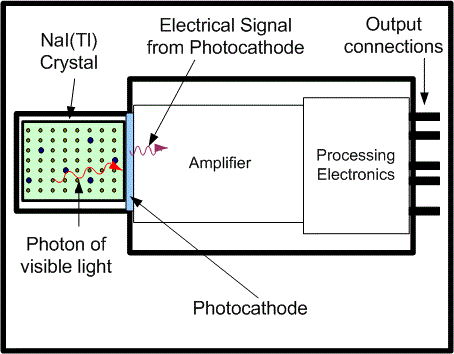 NaI(Tl)
Crystal
Electrical Signal
from Photocathode
Output
connections
Amplifier
Processing
Electronics
Photon of
visible light
Photocathode